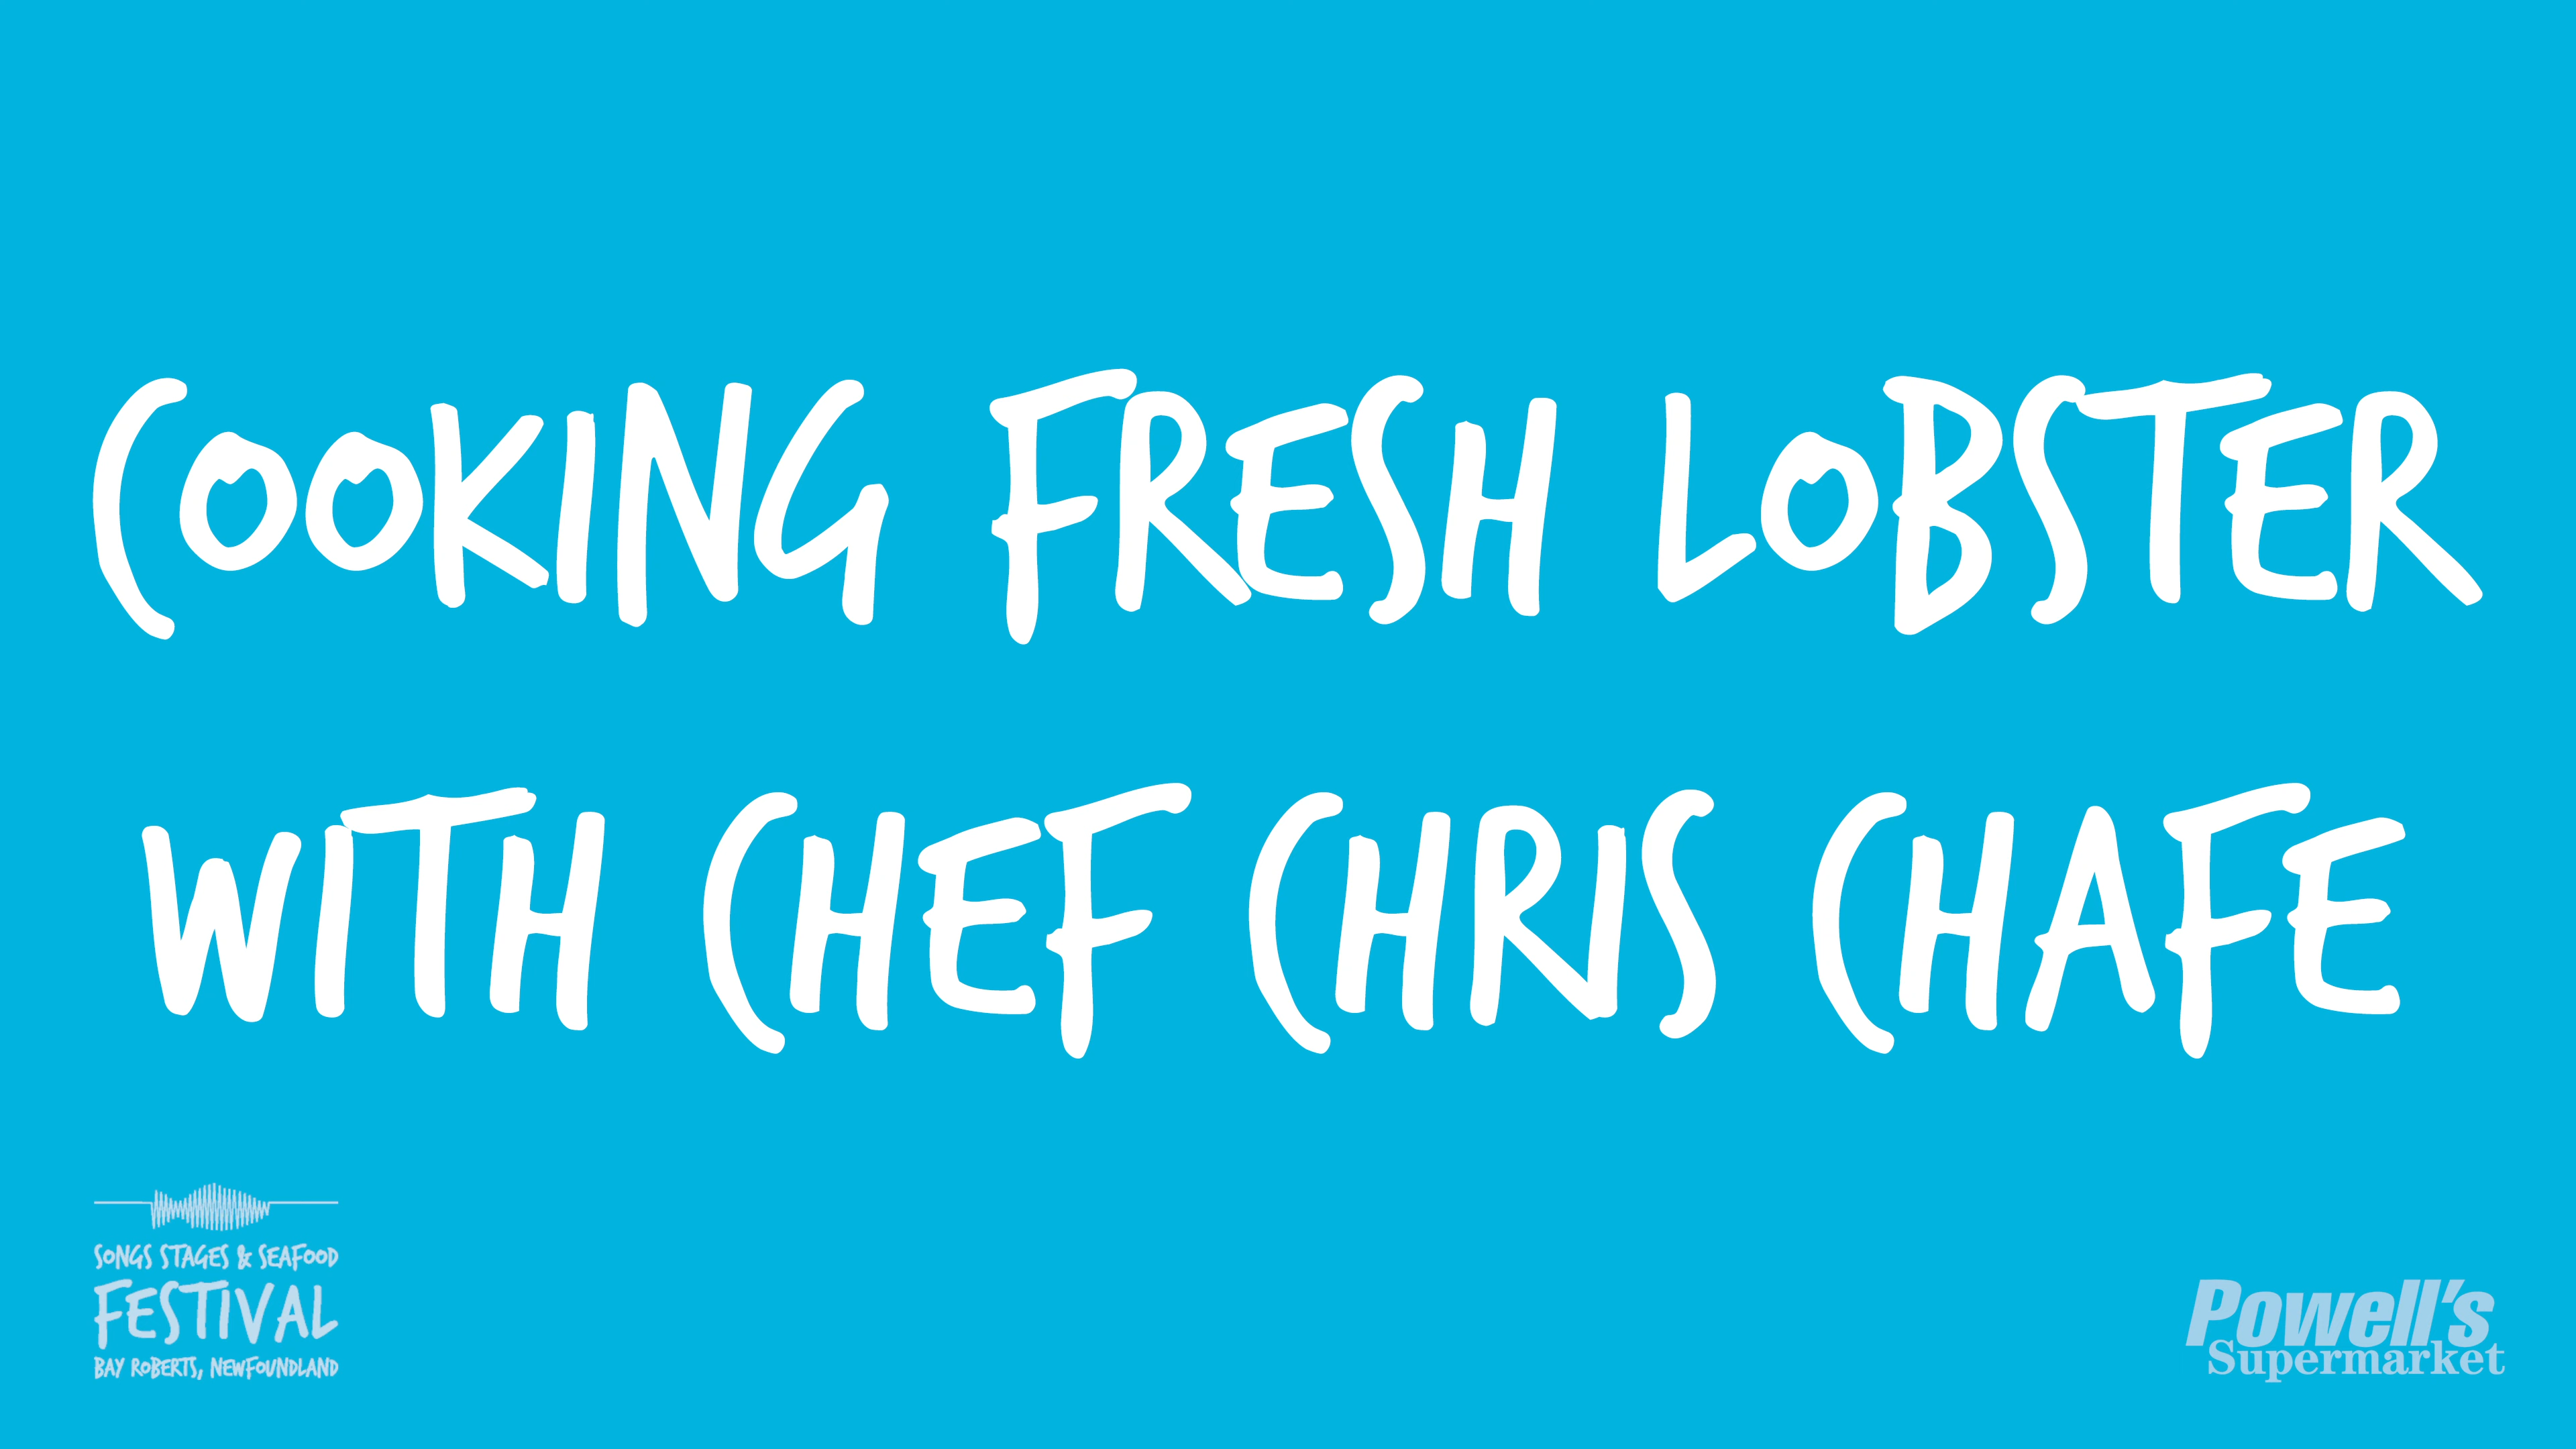 COOKING FRESH LOBSTER
WITH CHEF CHRIS CHAFE
SONGS STAGES & SEAFOOD
FESTIVAL
BAY ROBERTS, NEWFOUNDLAND
Powell's
Supermarket